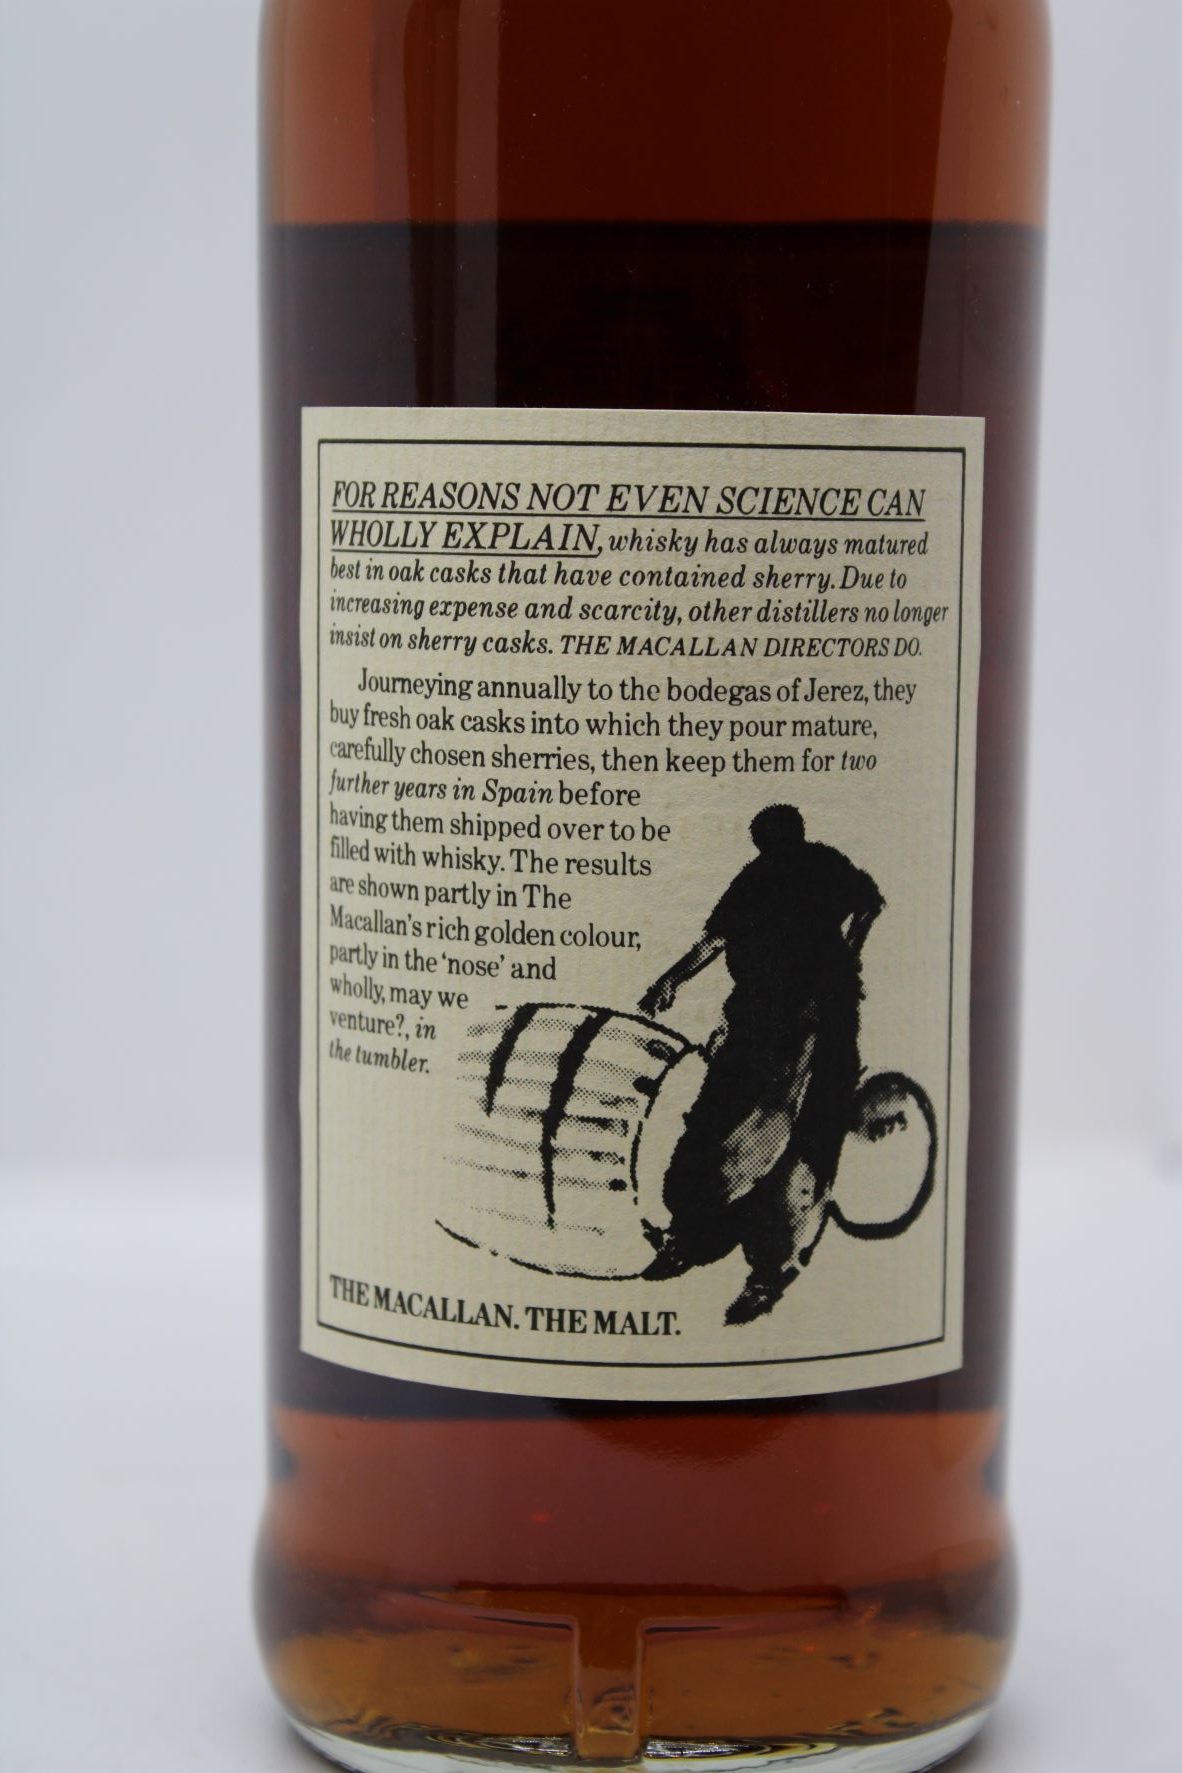 FOR REASONS NOT EVEN SCIENCE CAN
WHOLLY EXPLAIN, whisky has always matured
best in oak casks that have contained sherry. Due to
increasing expense and scarcity, other distillers no longer
insist on sherry casks. THE MACALLAN DIRECTORS DO.
Journeying annually to the bodegas of Jerez, they
buy fresh oak casks into which they pour mature,
carefully chosen sherries, then keep them for two
further years in Spain before
having them shipped over to be
filled with whisky. The results
are shown partly in The
Macallan's rich golden colour,
partly in the 'nose' and
wholly, may we
venture?, in
the tumbler.
THE MACALLAN. THE MALT.